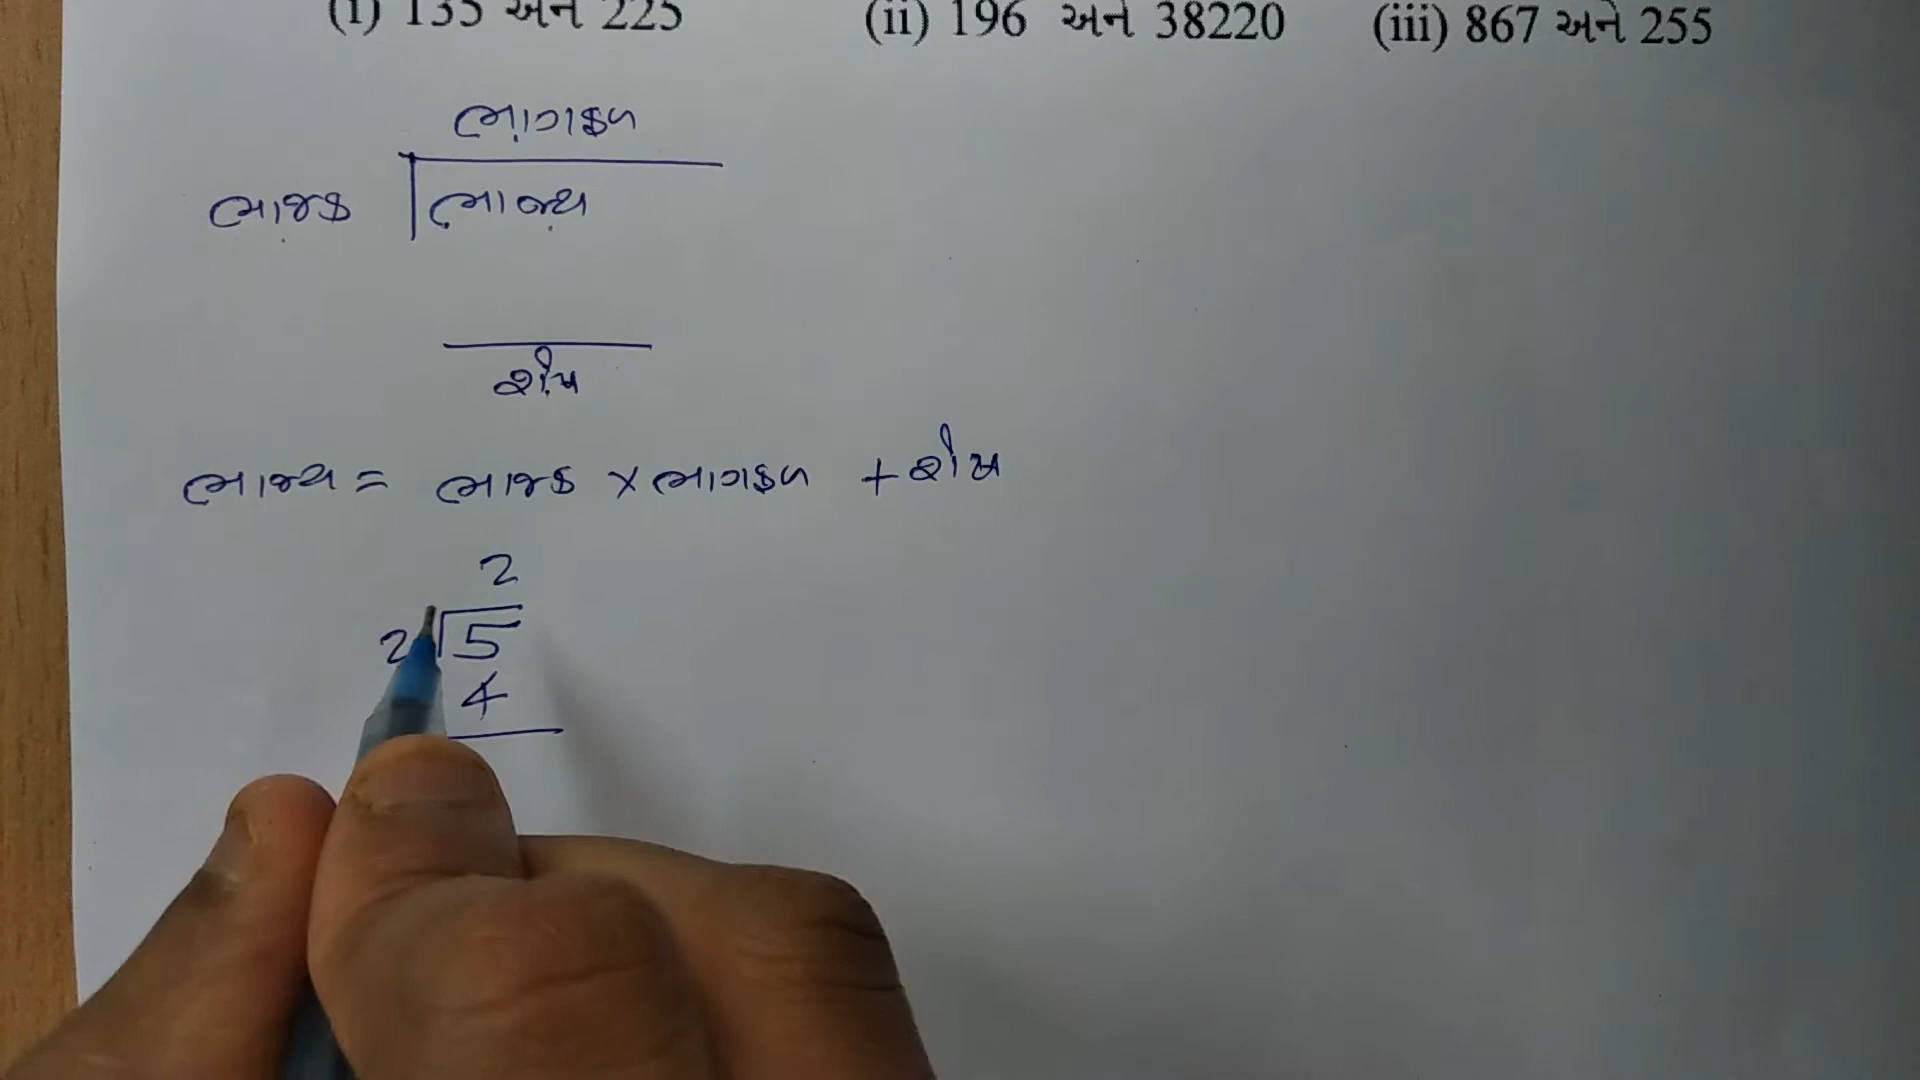 (i) 135 અને 225 (ii) 196 અને 38220 (iii) 867 અને 255
ભાગફળ
ભાજક ભાજ્ય
શેષ
ભાજ્ય = ભાજક × ભાગફળ + શેષ
2
2 5
4